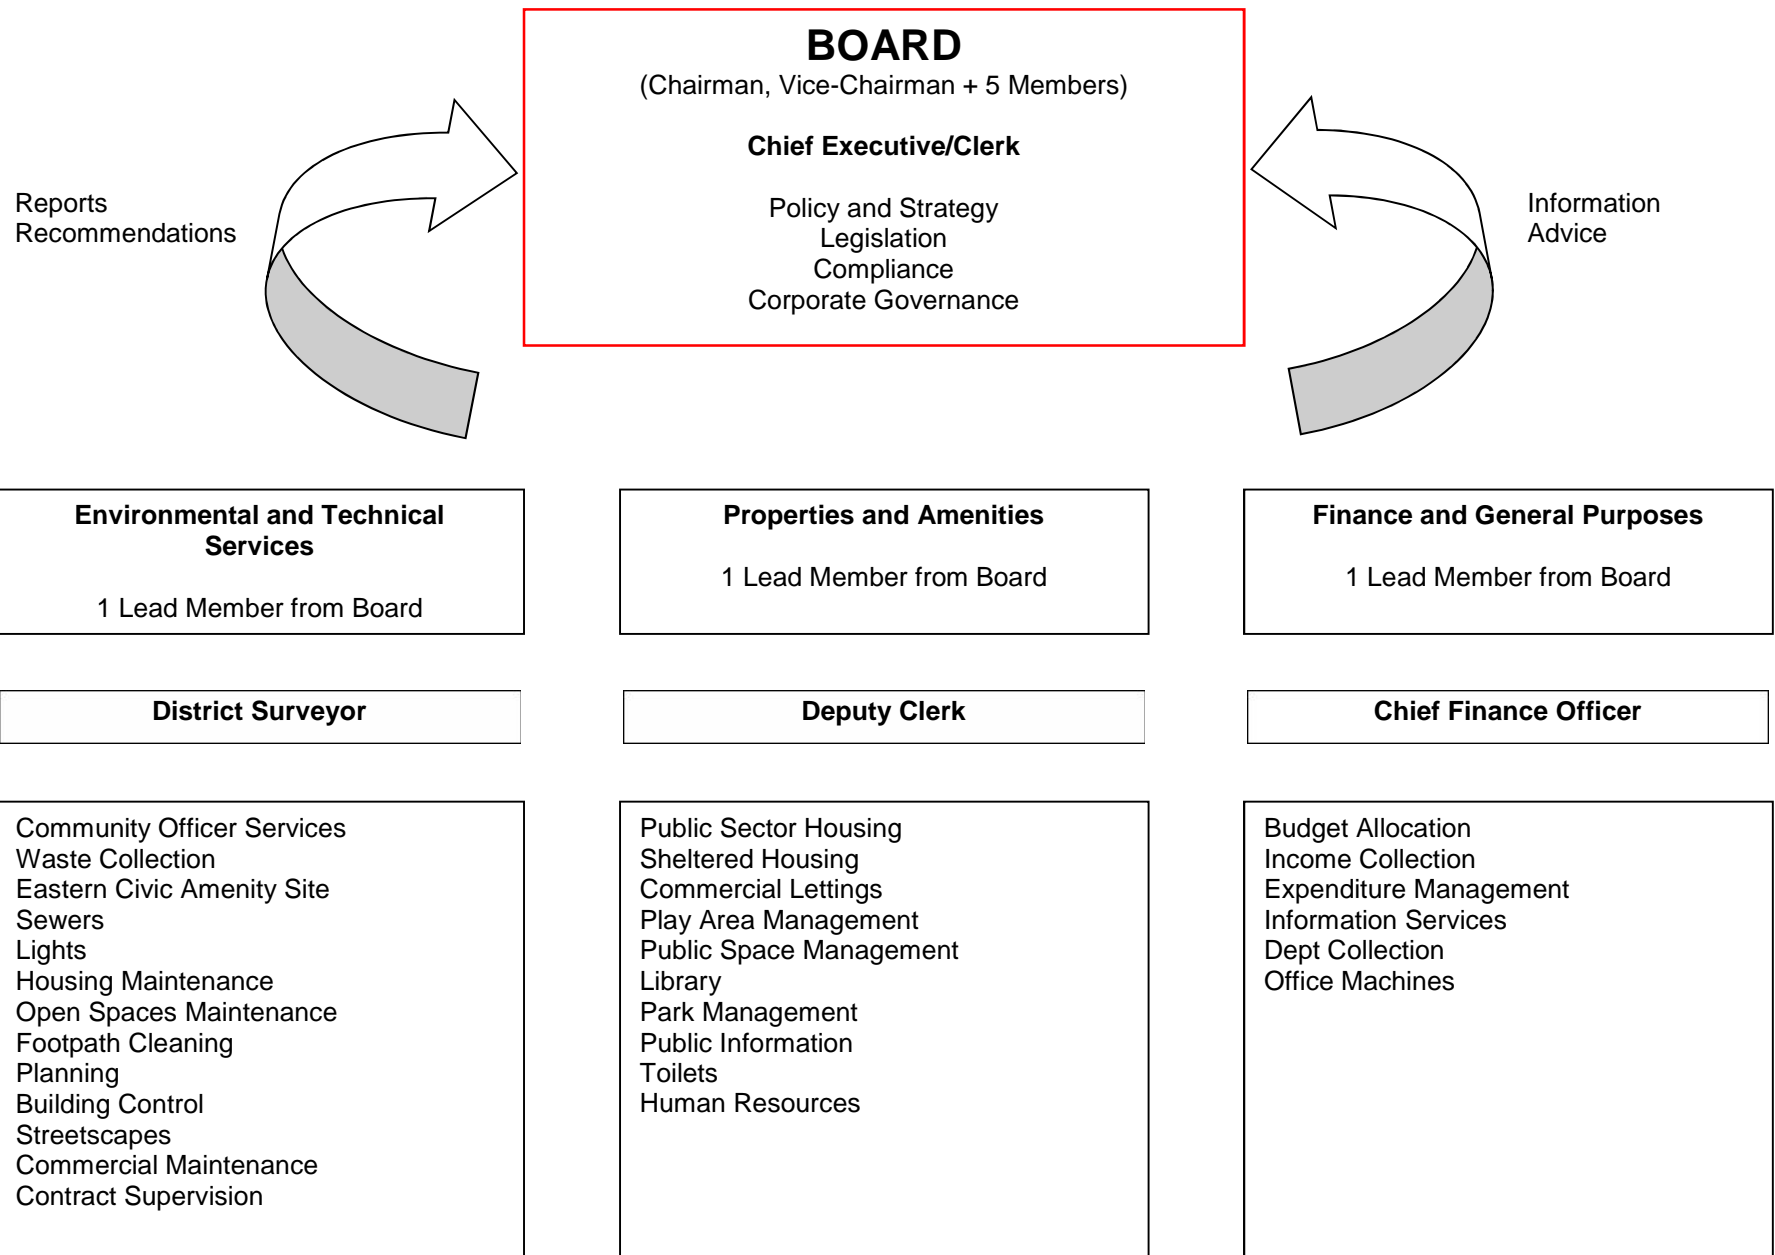 BOARD
(Chairman, Vice-Chairman + 5 Members)
Chief Executive/Clerk
Policy and Strategy
Legislation
Compliance
Corporate Governance
Reports
Recommendations
Information
Advice
Environmental and Technical
Services
1 Lead Member from Board
Properties and Amenities
1 Lead Member from Board
Finance and General Purposes
1 Lead Member from Board
District Surveyor
Deputy Clerk
Chief Finance Officer
Community Officer Services
Waste Collection
Eastern Civic Amenity Site
Sewers
Lights
Housing Maintenance
Open Spaces Maintenance
Footpath Cleaning
Planning
Building Control
Streetscapes
Commercial Maintenance
Contract Supervision
Public Sector Housing
Sheltered Housing
Commercial Lettings
Play Area Management
Public Space Management
Library
Park Management
Public Information
Toilets
Human Resources
Budget Allocation
Income Collection
Expenditure Management
Information Services
Dept Collection
Office Machines